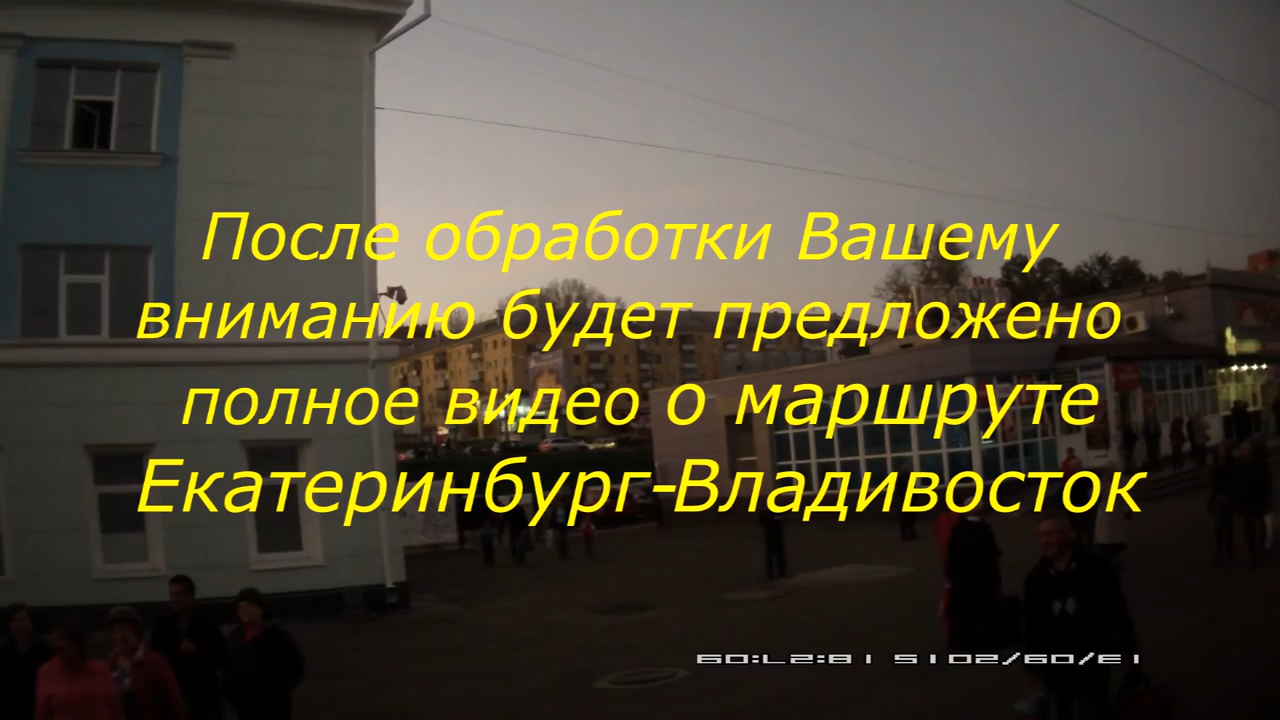 После обработки Вашему
вниманию будет предложено
полное видео о маршруте
Екатеринбург-Владивосток
13/09/2015 18:27:09